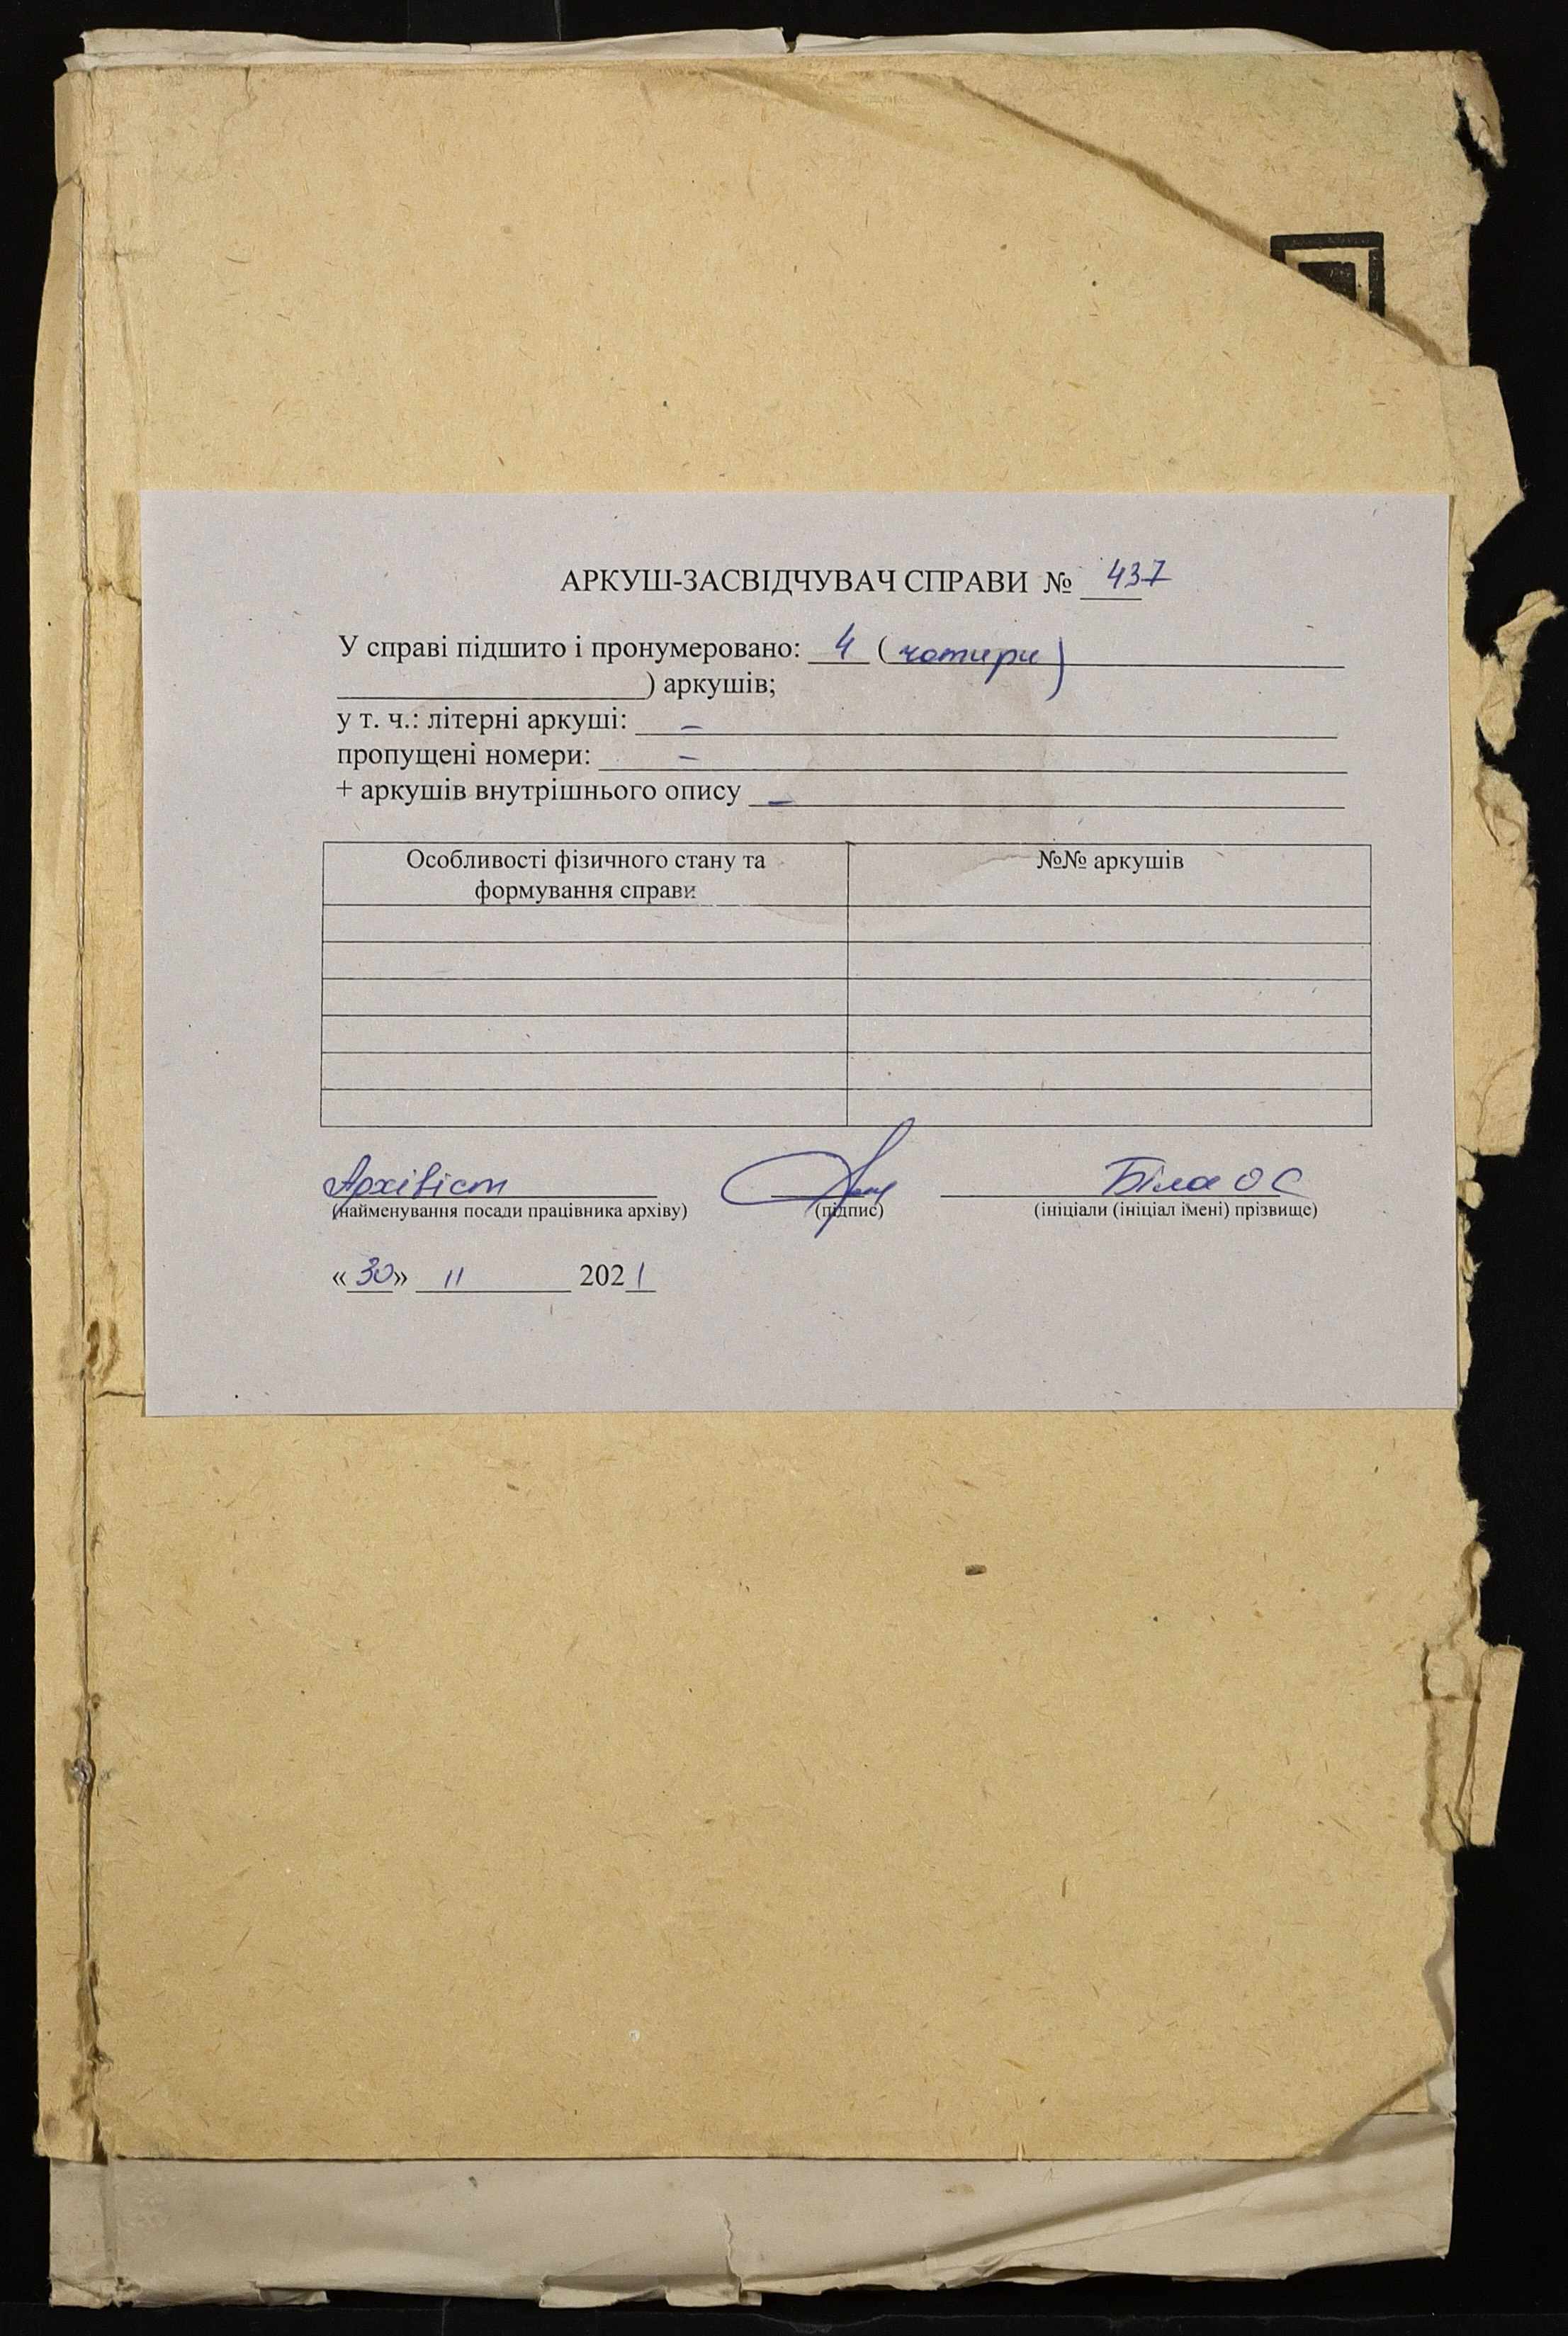 АРКУШ-ЗАСВІДЧУВАЧ СПРАВИ № 437
У справі підшито і пронумеровано: 4 (чотири)
) аркушів;
у т. ч.: літерні аркуші: –
пропущені номери: –
+ аркушів внутрішнього опису –
Особливості фізичного стану та формування справи №№ аркушів
Архівіст Біла О С
(найменування посади працівника архіву) (підпис) (ініціали (ініціал імені) прізвище)
«30» 11 2021